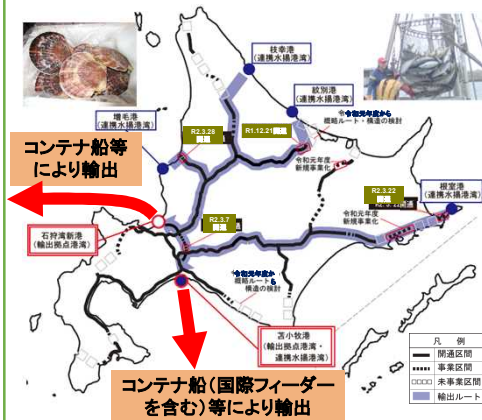 枝幸港
(連携水揚港湾)
紋別港
(連携水揚港湾)
令和元年度から
概略ルート・構造の検討
増毛港
(連携水揚港湾)
R2.3.28
開通
R1.12.21開通
令和元年度
新規事業化
コンテナ船等
により輸出
R2.3.22
開通
根室港
(連携水揚港湾)
令和元年度
新規事業化
R2.3.7
開通
石狩湾新港
(輸出拠点港湾)
令和元年度から
概略ルート・
構造の検討
苫小牧港
(輸出拠点港湾・
連携水揚港湾)
コンテナ船(国際フィーダー
を含む)等により輸出
凡 例
開通区間
事業区間
未事業区間
輸出ルート